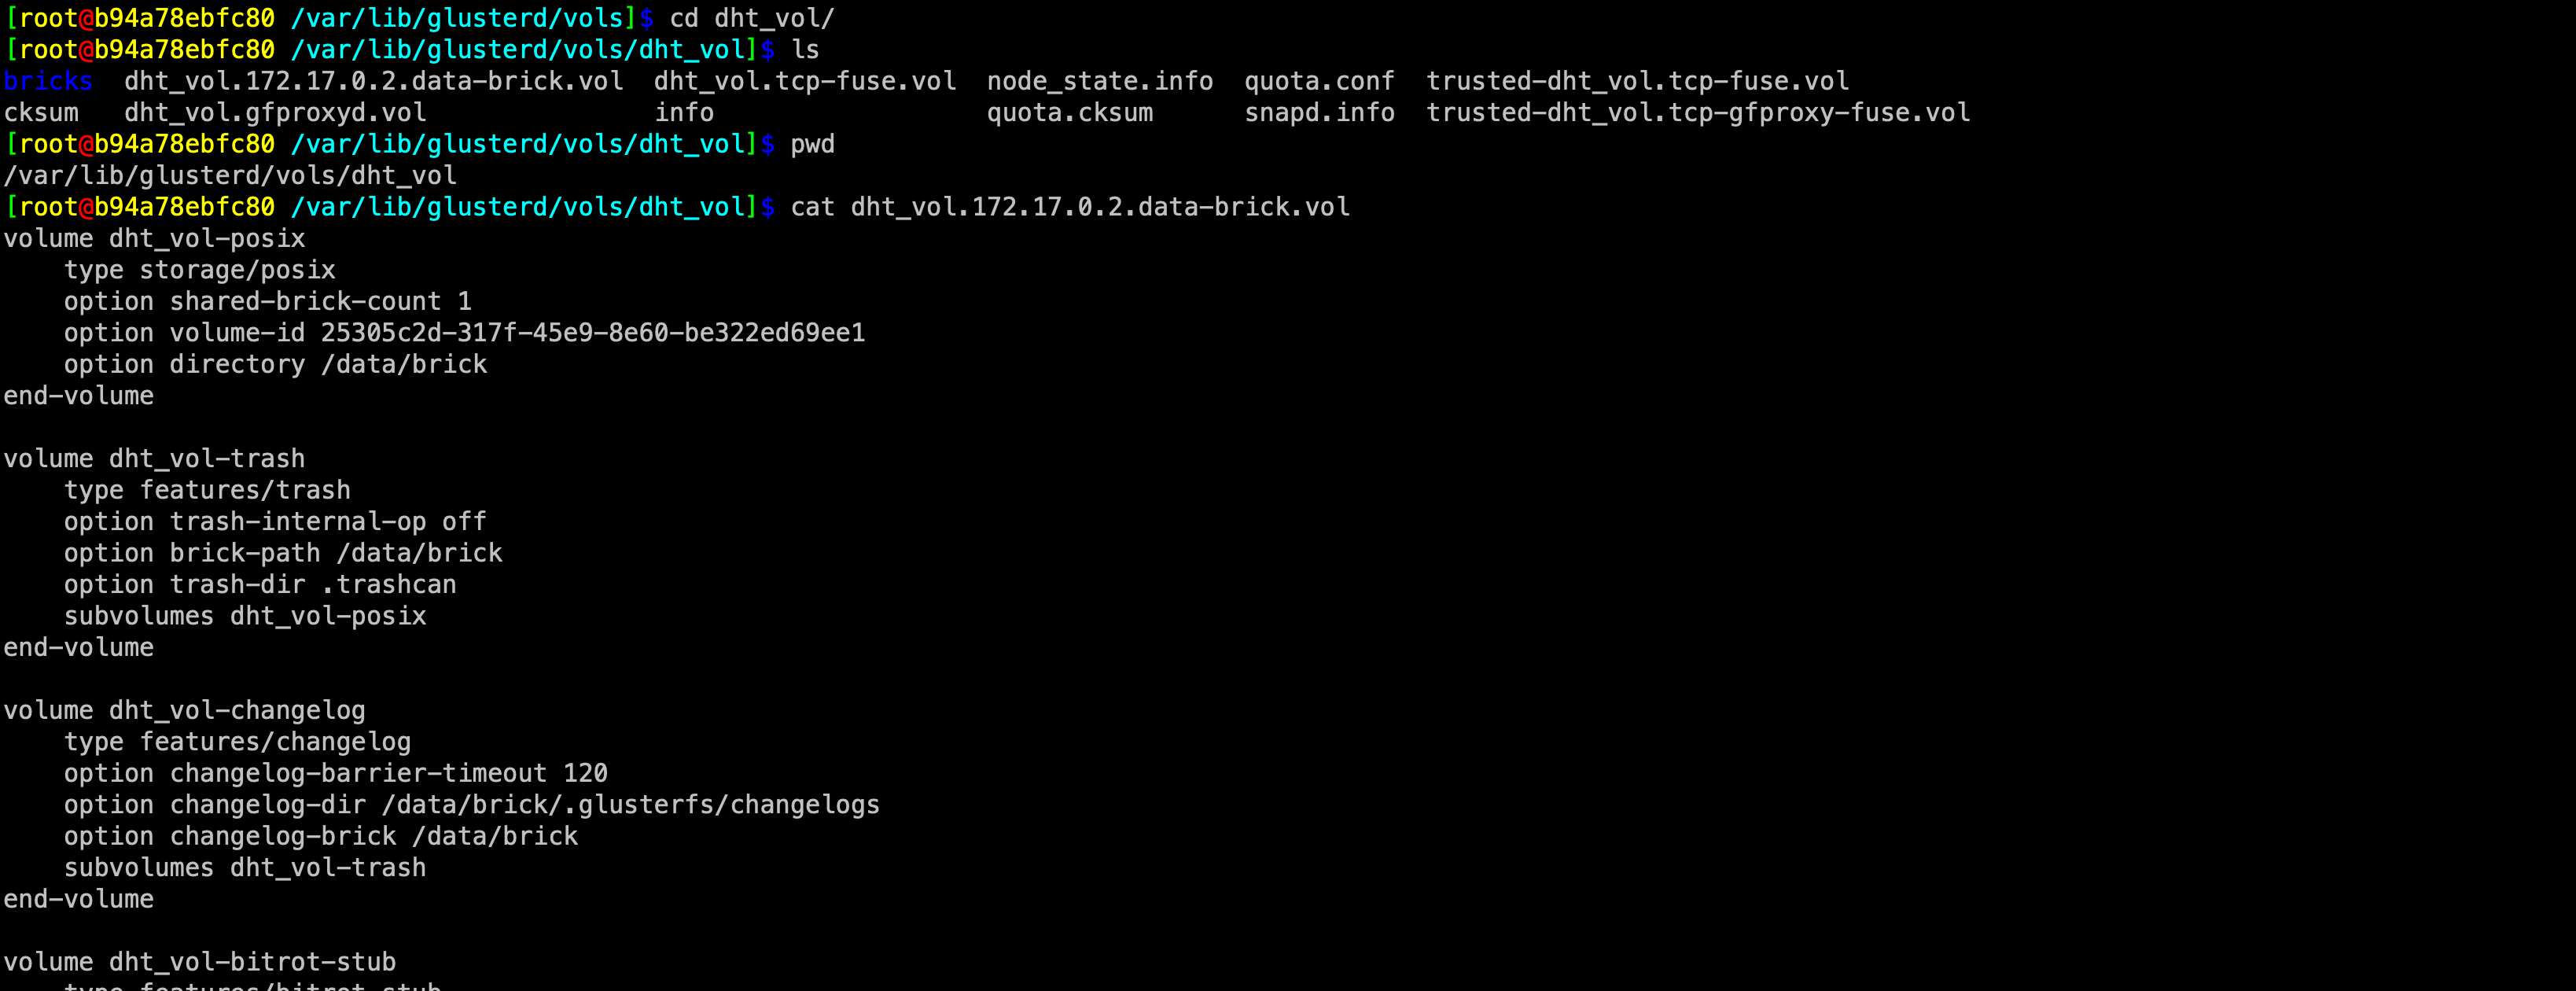 [root@b94a78ebfc80 /var/lib/glusterd/vols]$ cd dht_vol/
[root@b94a78ebfc80 /var/lib/glusterd/vols/dht_vol]$ ls
bricks  dht_vol.172.17.0.2.data-brick.vol  dht_vol.tcp-fuse.vol  node_state.info  quota.conf  trusted-dht_vol.tcp-fuse.vol
cksum   dht_vol.gfproxyd.vol               info                  quota.cksum      snapd.info  trusted-dht_vol.tcp-gfproxy-fuse.vol
[root@b94a78ebfc80 /var/lib/glusterd/vols/dht_vol]$ pwd
/var/lib/glusterd/vols/dht_vol
[root@b94a78ebfc80 /var/lib/glusterd/vols/dht_vol]$ cat dht_vol.172.17.0.2.data-brick.vol
volume dht_vol-posix
    type storage/posix
    option shared-brick-count 1
    option volume-id 25305c2d-317f-45e9-8e60-be322ed69ee1
    option directory /data/brick
end-volume

volume dht_vol-trash
    type features/trash
    option trash-internal-op off
    option brick-path /data/brick
    option trash-dir .trashcan
    subvolumes dht_vol-posix
end-volume

volume dht_vol-changelog
    type features/changelog
    option changelog-barrier-timeout 120
    option changelog-dir /data/brick/.glusterfs/changelogs
    option changelog-brick /data/brick
    subvolumes dht_vol-trash
end-volume

volume dht_vol-bitrot-stub
    type features/bitrot-stub